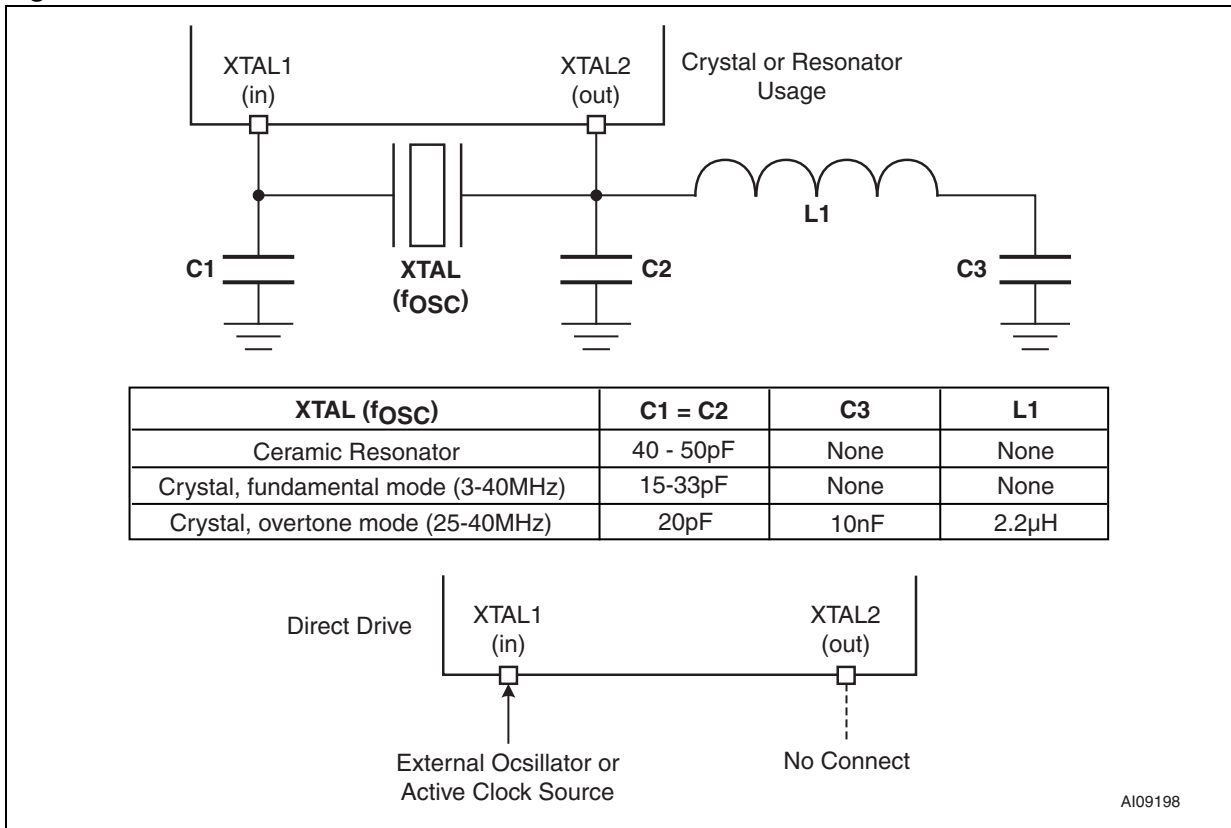 XTAL1
(in)
XTAL2
(out)
Crystal or Resonator
Usage
L1
C1
XTAL
(fOSC)
C2
C3
XTAL (fOSC) C1 = C2 C3 L1
Ceramic Resonator 40 - 50pF None None
Crystal, fundamental mode (3-40MHz) 15-33pF None None
Crystal, overtone mode (25-40MHz) 20pF 10nF 2.2µH
Direct Drive
XTAL1
(in)
XTAL2
(out)
External Ocsillator or
Active Clock Source
No Connect
AI09198